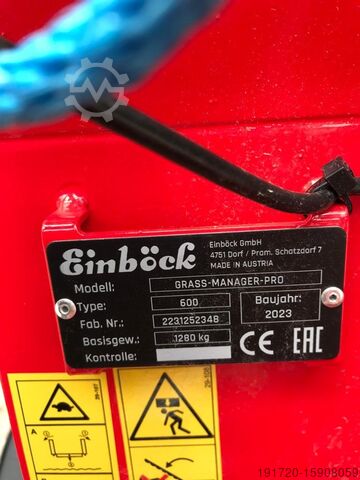 Einböck
Einböck GmbH
4751 Dorf / Pram, Schatzdorf 7
MADE IN AUSTRIA
Modell: GRASS-MANAGER-PRO
Type: 600
Baujahr:
2023
Fab. Nr.: 2231252348
Basisgew.: 1280 kg
Kontrolle:
CE EAC
A
191720-15908059